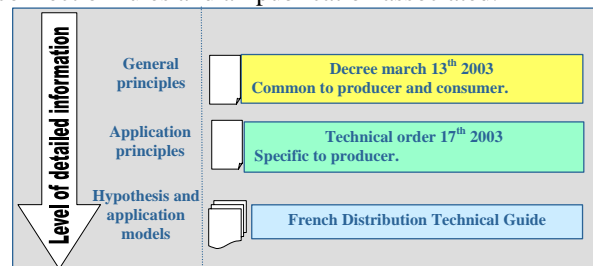 Level of detailed information
General
principles
Decree march 13th 2003
Common to producer and consumer.
Application
principles
Technical order 17th 2003
Specific to producer.
Hypothesis and
application
models
French Distribution Technical Guide